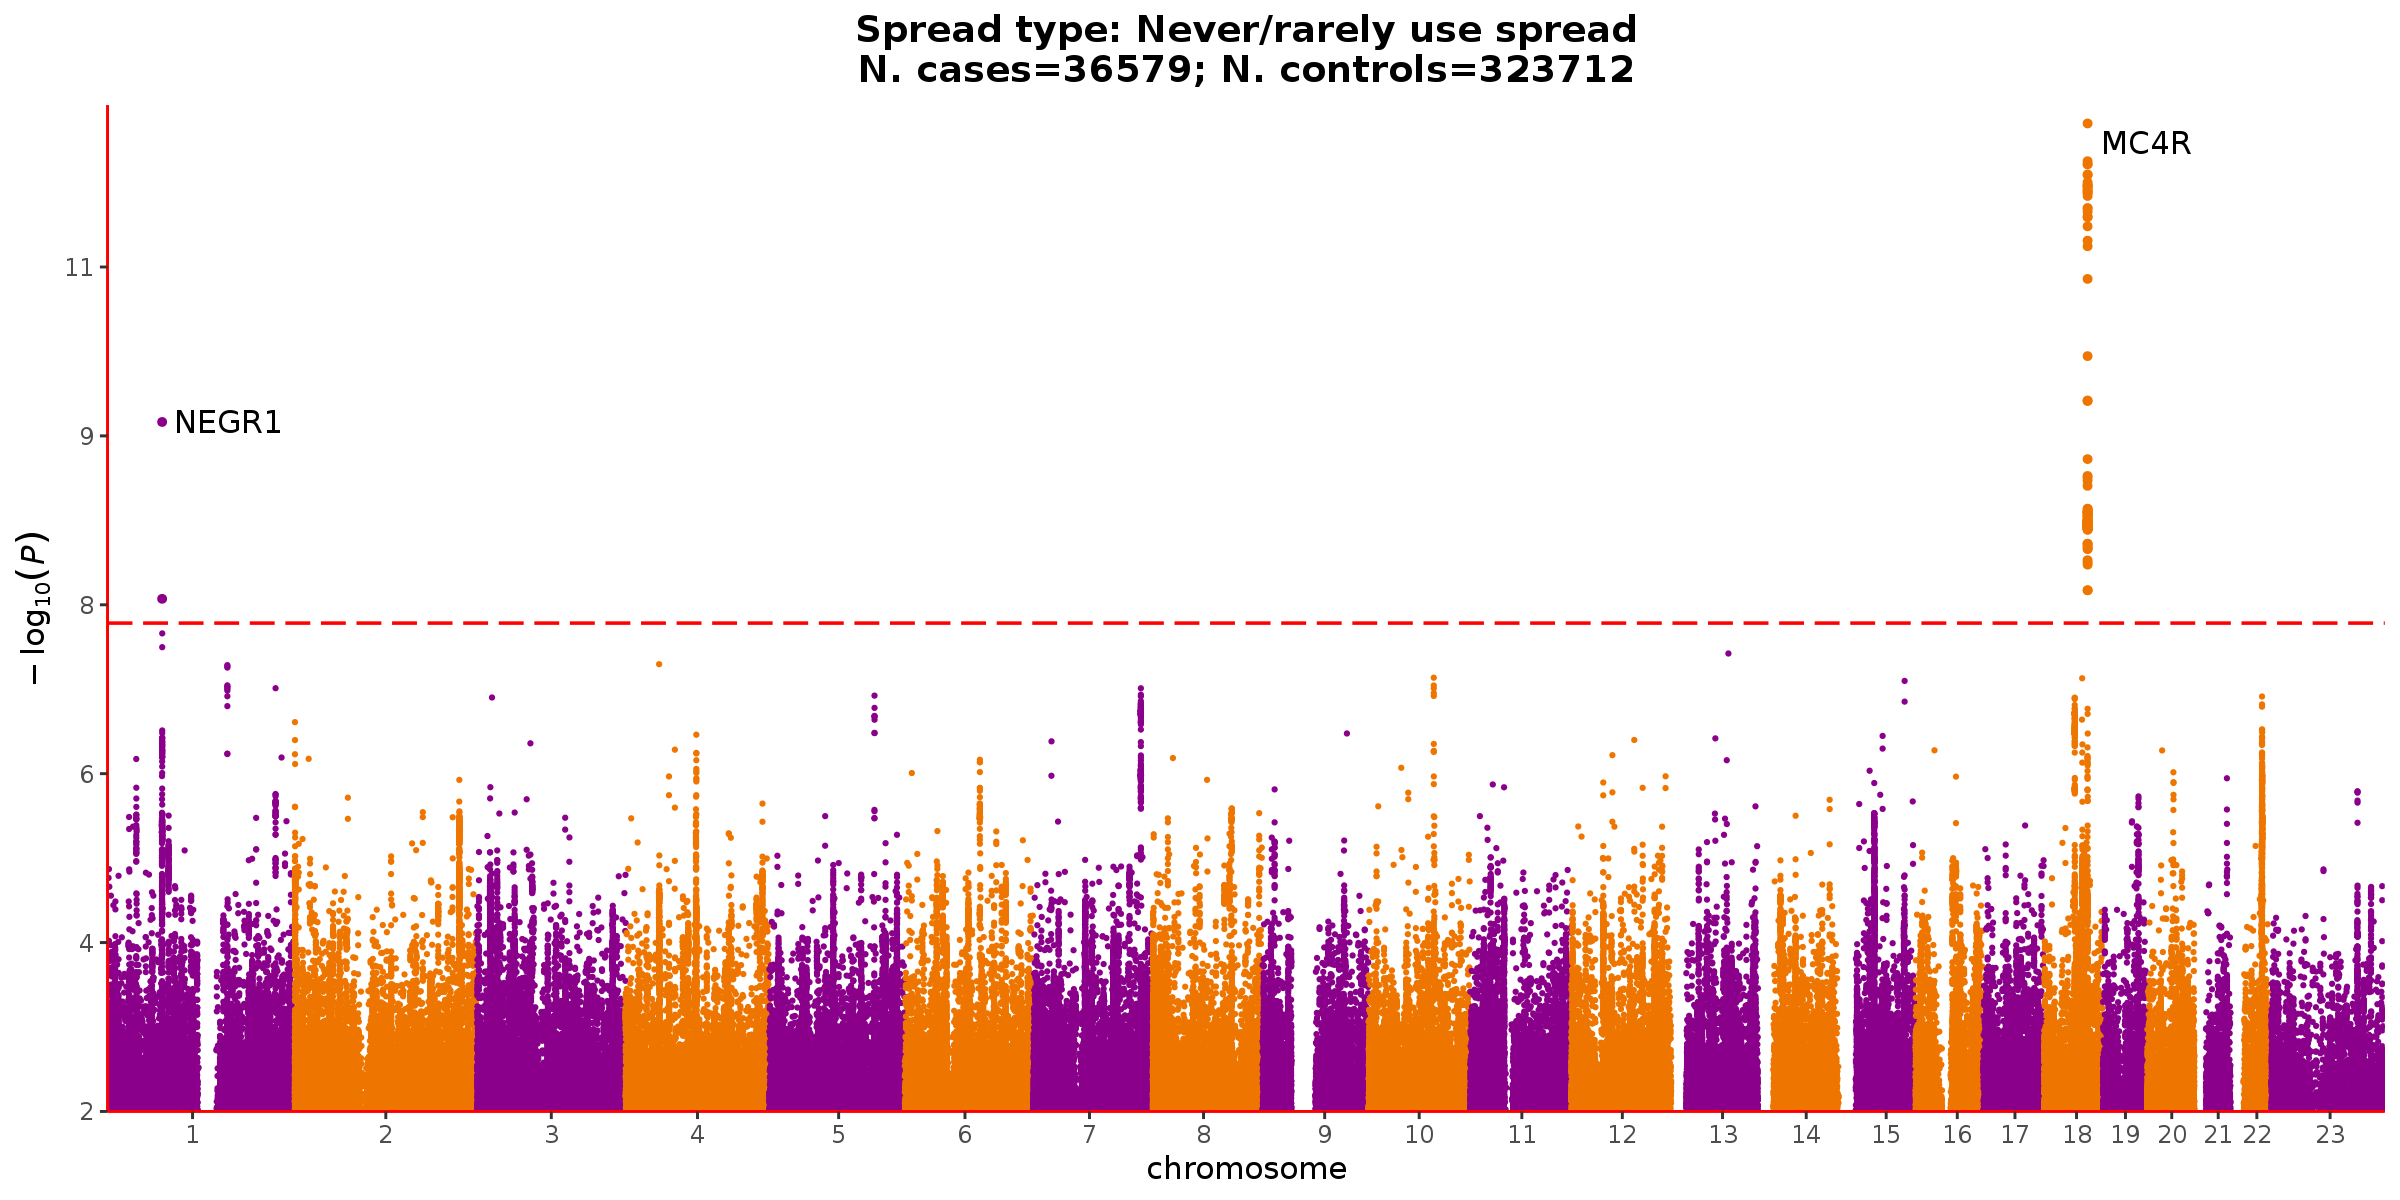 Spread type: Never/rarely use spread
N. cases=36579; N. controls=323712
MC4R
11
NEGR1
9
8
−log10(P)
6
4
2
1 2 3 4 5 6 7 8 9 10 11 12 13 14 15 16 17 18 19 20 21 22 23
chromosome